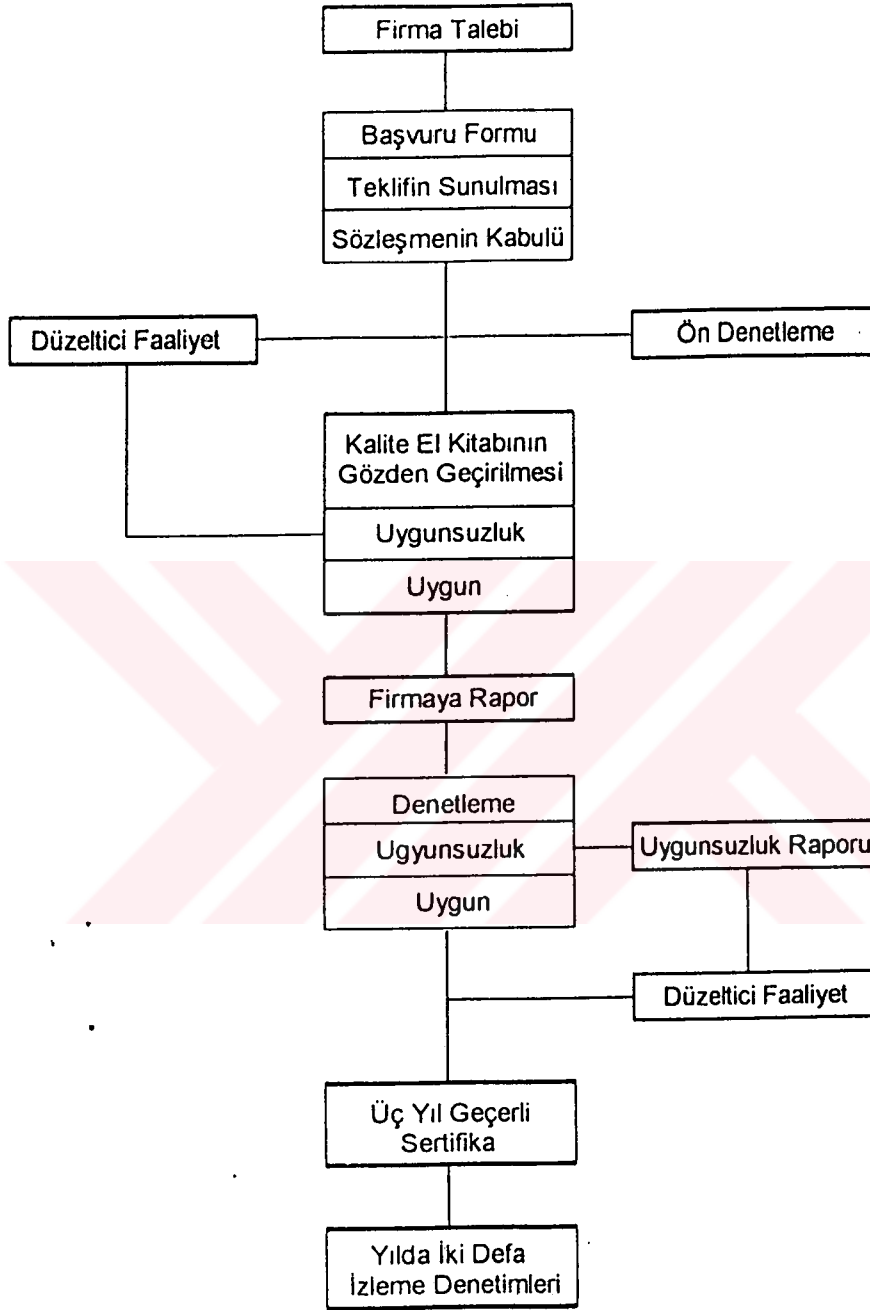 Firma Talebi
Başvuru Formu
Teklifin Sunulması
Sözleşmenin Kabulü
Düzeltici Faaliyet
Ön Denetleme
Kalite El Kitabının
Gözden Geçirilmesi
Uygunsuzluk
Uygun
Firmaya Rapor
Denetleme
Ugyunsuzluk
Uygunsuzluk Raporu
Uygun
Düzeltici Faaliyet
Üç Yıl Geçerli
Sertifika
Yılda İki Defa
İzleme Denetimleri